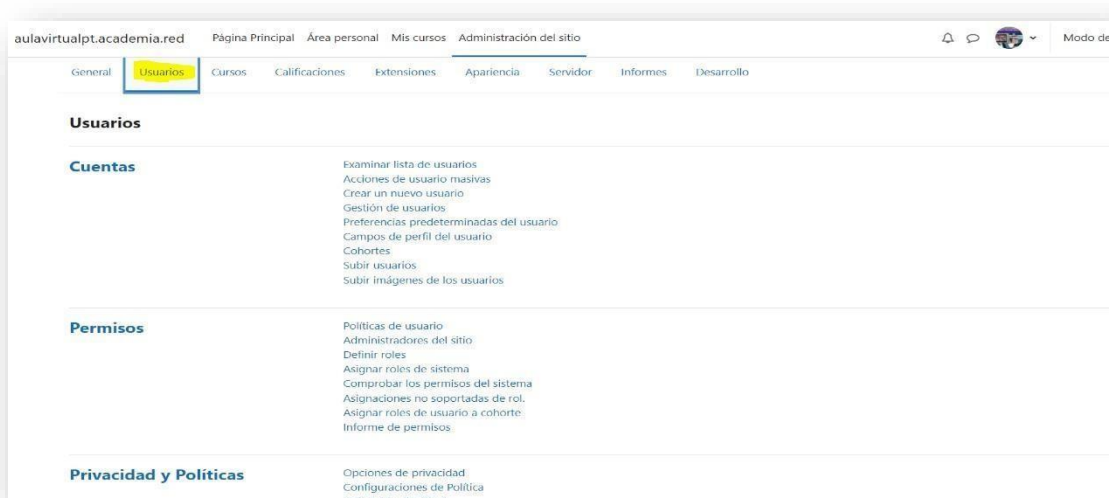 aulavirtualpt.academia.red Página Principal Área personal Mis cursos Administración del sitio Modo de
General Usuarios Cursos Calificaciones Extensiones Apariencia Servidor Informes Desarrollo
Usuarios
Cuentas
Examinar lista de usuarios
Acciones de usuario masivas
Crear un nuevo usuario
Gestión de usuarios
Preferencias predeterminadas del usuario
Campos de perfil del usuario
Cohortes
Subir usuarios
Subir imágenes de los usuarios
Permisos
Políticas de usuario
Administradores del sitio
Definir roles
Asignar roles de sistema
Comprobar los permisos del sistema
Asignaciones no soportadas de rol.
Asignar roles de usuario a cohorte
Informe de permisos
Privacidad y Políticas
Opciones de privacidad
Configuraciones de Política